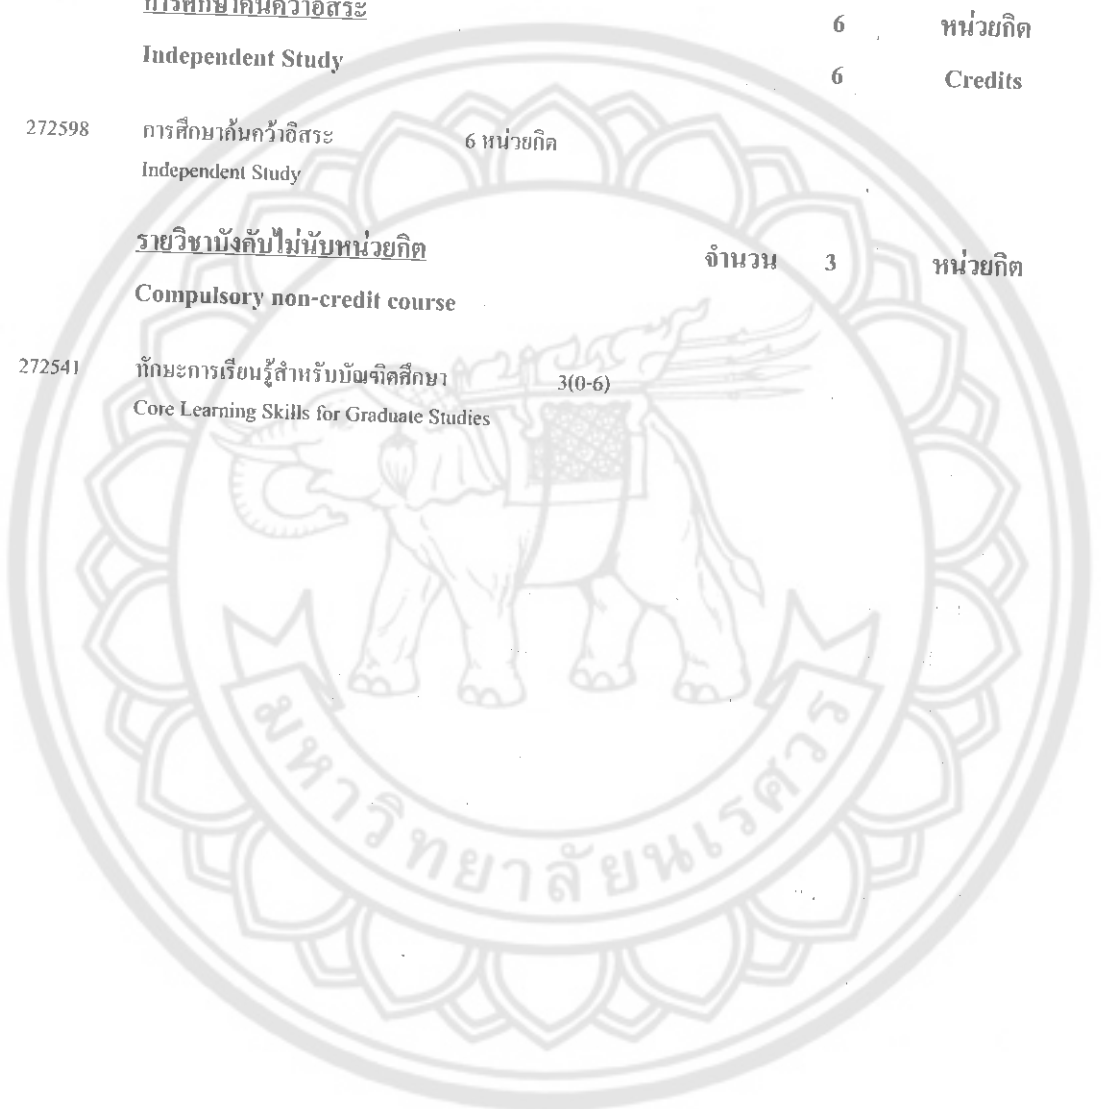 การศึกษาค้นคว้าอิสระ 6 หน่วยกิต
Independent Study 6 Credits
272598 การศึกษาค้นคว้าอิสระ 6 หน่วยกิต
Independent Study
รายวิชาบังคับไม่นับหน่วยกิต จำนวน 3 หน่วยกิต
Compulsory non-credit course
272541 ทักษะการเรียนรู้สำหรับบัณฑิตศึกษา 3(0-6)
Core Learning Skills for Graduate Studies
มหาวิทยาลัยนเรศวร